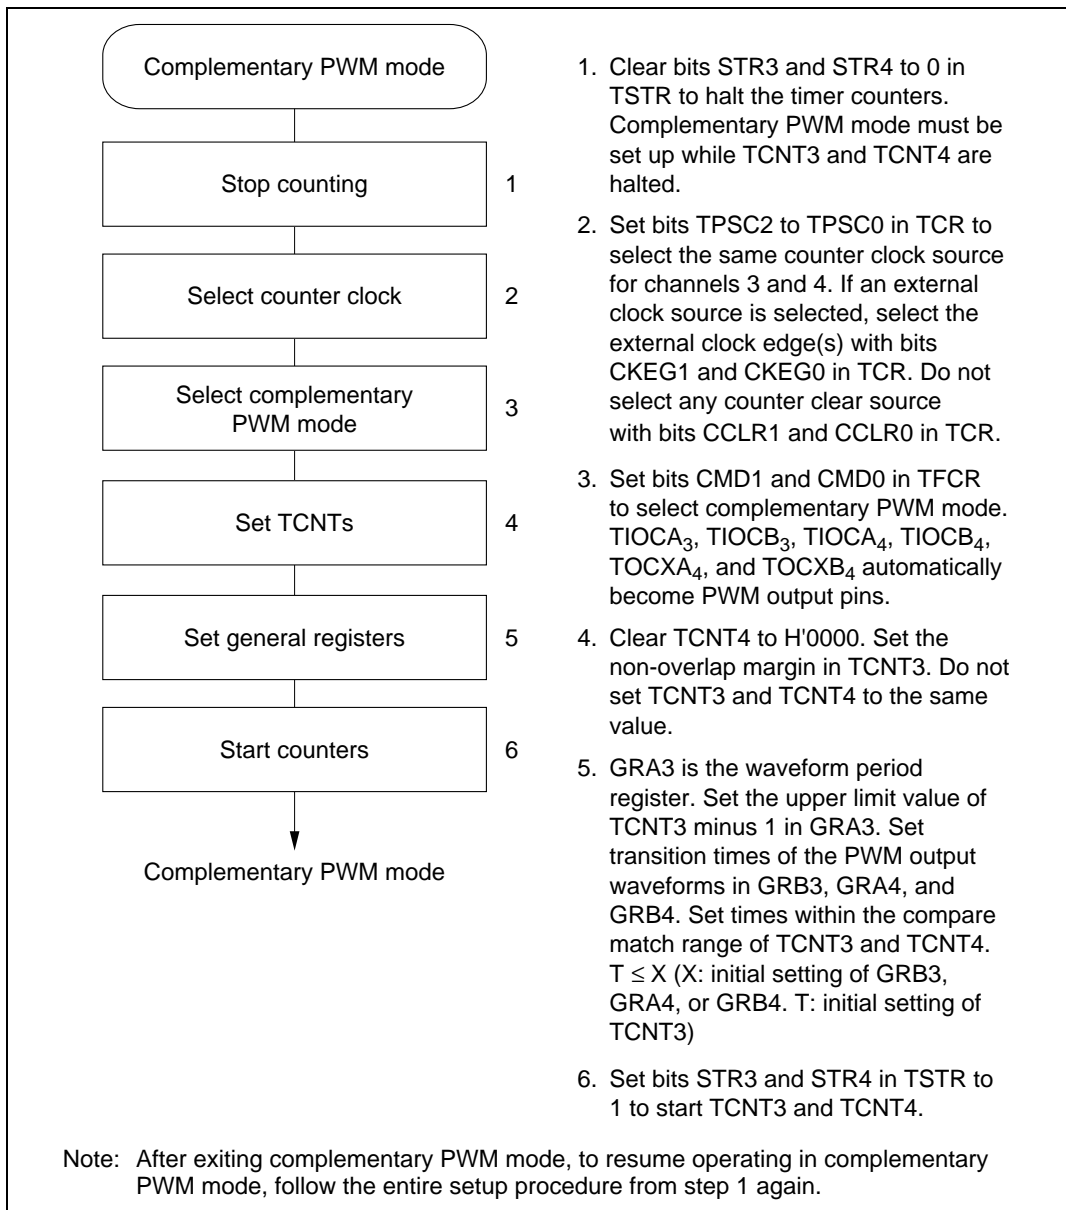 Complementary PWM mode
Stop counting
1
Select counter clock
2
Select complementary
PWM mode
3
Set TCNTs
4
Set general registers
5
Start counters
6
Complementary PWM mode
1. Clear bits STR3 and STR4 to 0 in
TSTR to halt the timer counters.
Complementary PWM mode must be
set up while TCNT3 and TCNT4 are
halted.
2. Set bits TPSC2 to TPSC0 in TCR to
select the same counter clock source
for channels 3 and 4. If an external
clock source is selected, select the
external clock edge(s) with bits
CKEG1 and CKEG0 in TCR. Do not
select any counter clear source
with bits CCLR1 and CCLR0 in TCR.
3. Set bits CMD1 and CMD0 in TFCR
to select complementary PWM mode.
TIOCA₃, TIOCB₃, TIOCA₄, TIOCB₄,
TOCXA₄, and TOCXB₄ automatically
become PWM output pins.
4. Clear TCNT4 to H'0000. Set the
non-overlap margin in TCNT3. Do not
set TCNT3 and TCNT4 to the same
value.
5. GRA3 is the waveform period
register. Set the upper limit value of
TCNT3 minus 1 in GRA3. Set
transition times of the PWM output
waveforms in GRB3, GRA4, and
GRB4. Set times within the compare
match range of TCNT3 and TCNT4.
T ≤ X (X: initial setting of GRB3,
GRA4, or GRB4. T: initial setting of
TCNT3)
6. Set bits STR3 and STR4 in TSTR to
1 to start TCNT3 and TCNT4.
Note: After exiting complementary PWM mode, to resume operating in complementary
PWM mode, follow the entire setup procedure from step 1 again.